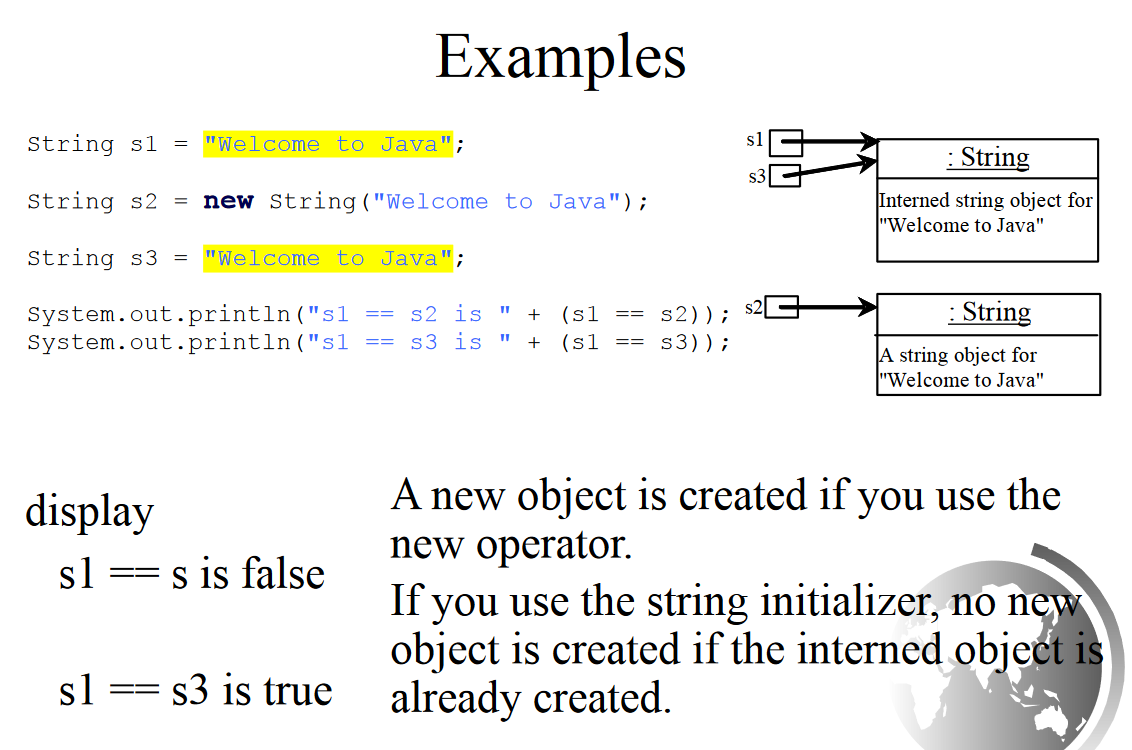 Examples
String s1 = "Welcome to Java";
String s2 = new String("Welcome to Java");
String s3 = "Welcome to Java";
System.out.println("s1 == s2 is " + (s1 == s2));
System.out.println("s1 == s3 is " + (s1 == s3));
s1
s3
: String
Interned string object for
"Welcome to Java"
s2
: String
A string object for
"Welcome to Java"
display
s1 == s is false
s1 == s3 is true
A new object is created if you use the
new operator.
If you use the string initializer, no new
object is created if the interned object is
already created.